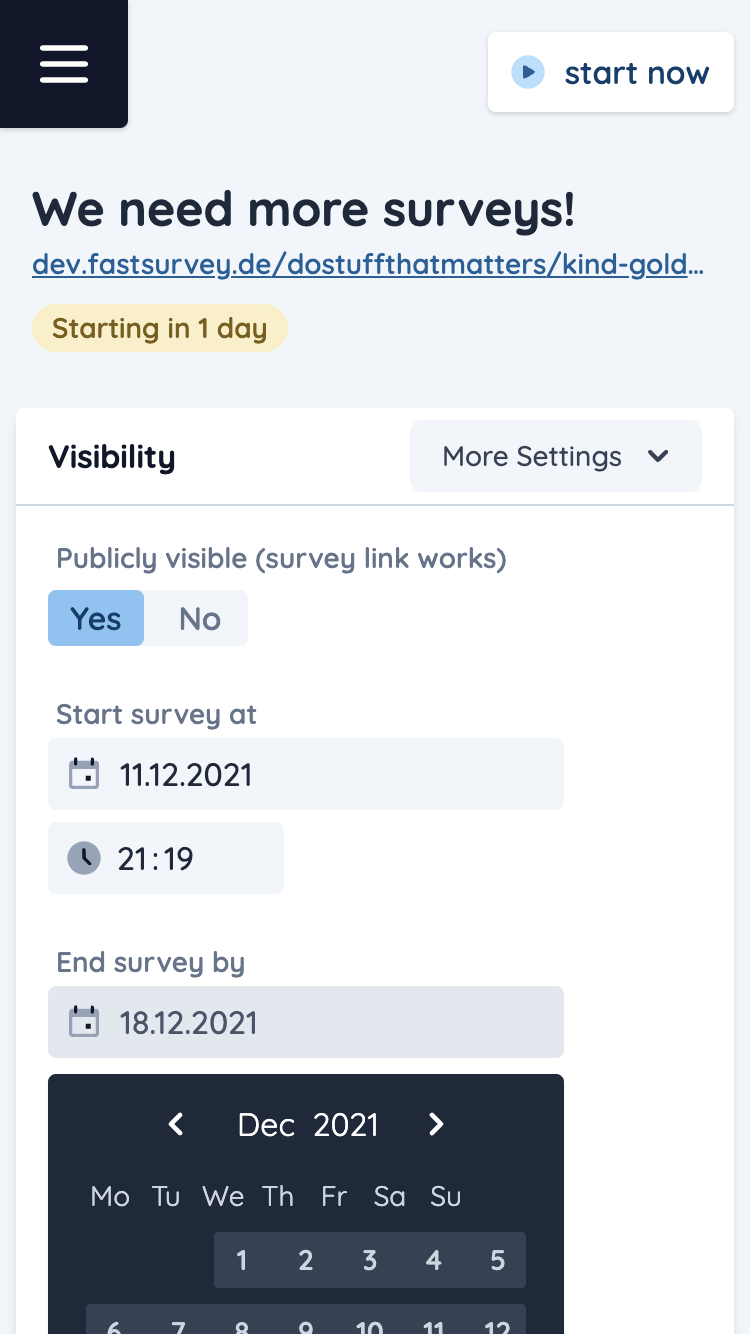 start now
We need more surveys!
dev.fastsurvey.de/dostuffthatmatters/kind-gold...
Starting in 1 day
Visibility
More Settings
Publicly visible (survey link works)
Yes No
Start survey at
11.12.2021
21:19
End survey by
18.12.2021
Dec 2021
Mo Tu We Th Fr Sa Su
1 2 3 4 5
6 7 8 9 10 11 12